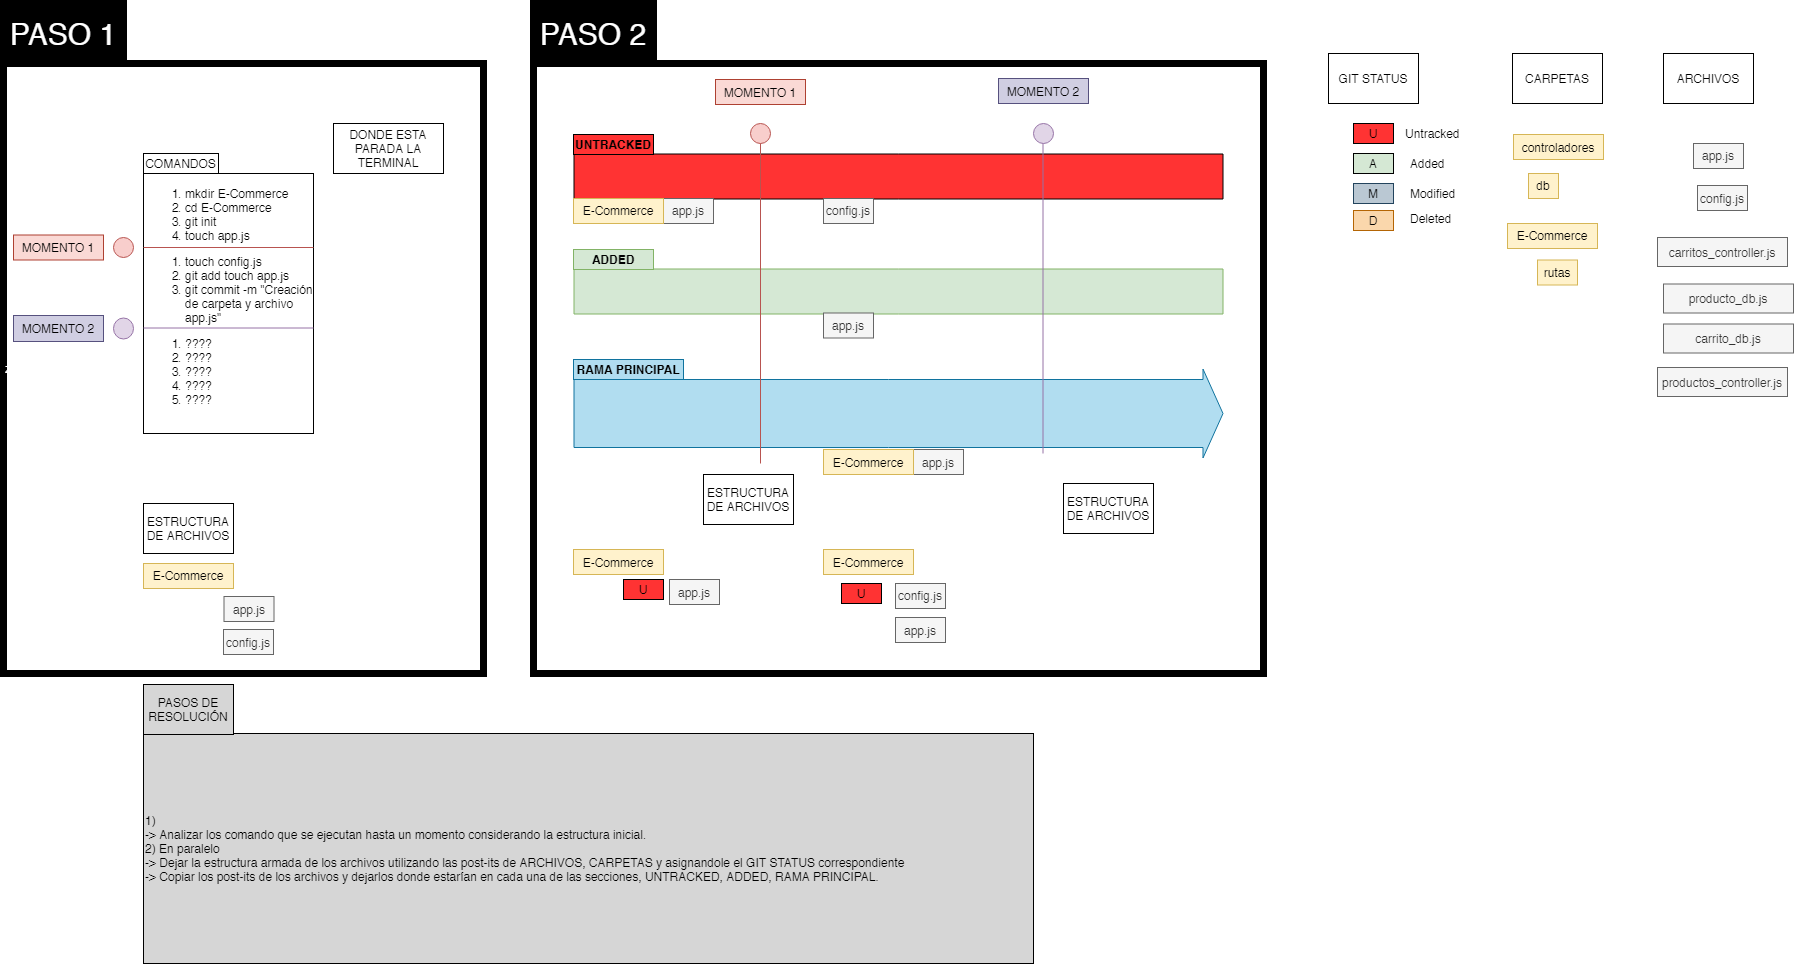 PASO 1
DONDE ESTA
PARADA LA
TERMINAL
COMANDOS
1. mkdir E-Commerce
2. cd E-Commerce
3. git init
4. touch app.js
MOMENTO 1
1. touch config.js
2. git add touch app.js
3. git commit -m "Creación
de carpeta y archivo
app.js"
MOMENTO 2
1. ????
2. ????
3. ????
4. ????
5. ????
ESTRUCTURA
DE ARCHIVOS
E-Commerce
app.js
config.js
PASO 2
MOMENTO 1
MOMENTO 2
UNTRACKED
E-Commerce
app.js
config.js
ADDED
app.js
RAMA PRINCIPAL
E-Commerce
app.js
ESTRUCTURA
DE ARCHIVOS
ESTRUCTURA
DE ARCHIVOS
E-Commerce
U
app.js
E-Commerce
U
config.js
app.js
GIT STATUS
U
Untracked
A
Added
M
Modified
D
Deleted
CARPETAS
controladores
db
E-Commerce
rutas
ARCHIVOS
app.js
config.js
carritos_controller.js
producto_db.js
carrito_db.js
productos_controller.js
PASOS DE
RESOLUCIÓN
1)
-> Analizar los comando que se ejecutan hasta un momento considerando la estructura inicial.
2) En paralelo
-> Dejar la estructura armada de los archivos utilizando las post-its de ARCHIVOS, CARPETAS y asignandole el GIT STATUS correspondiente
-> Copiar los post-its de los archivos y dejarlos donde estarían en cada una de las secciones, UNTRACKED, ADDED, RAMA PRINCIPAL.